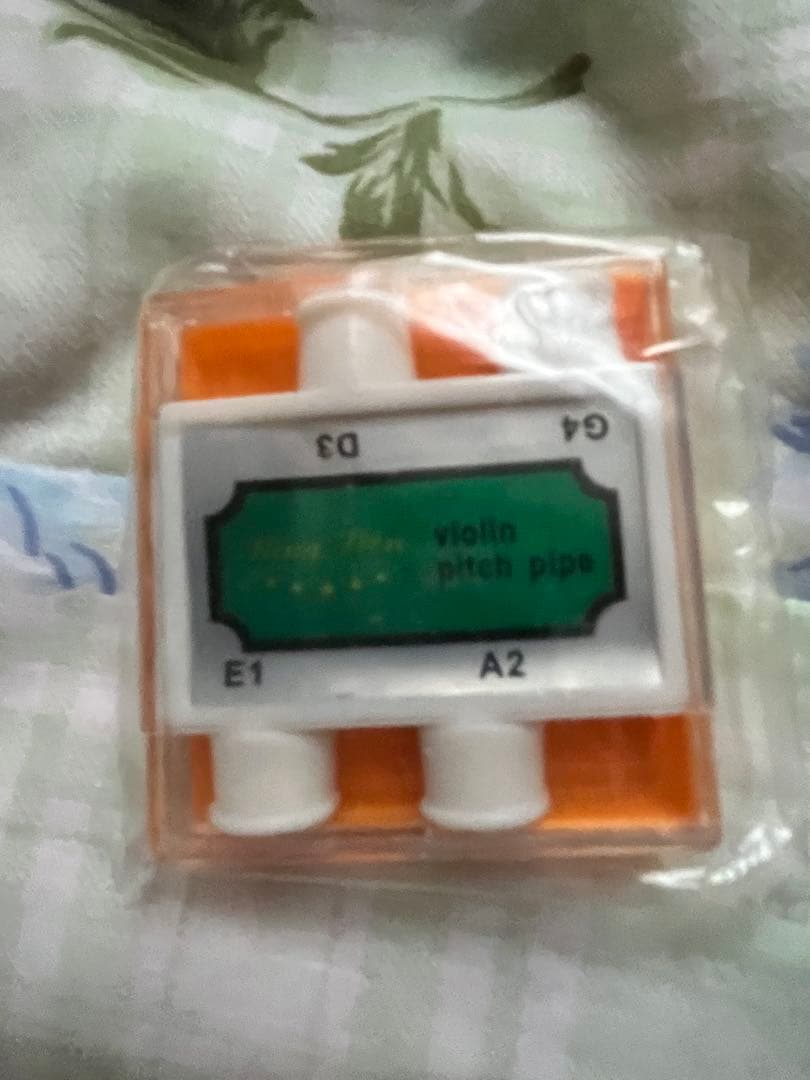 D3
G4
violin
pitch pipe
E1
A2